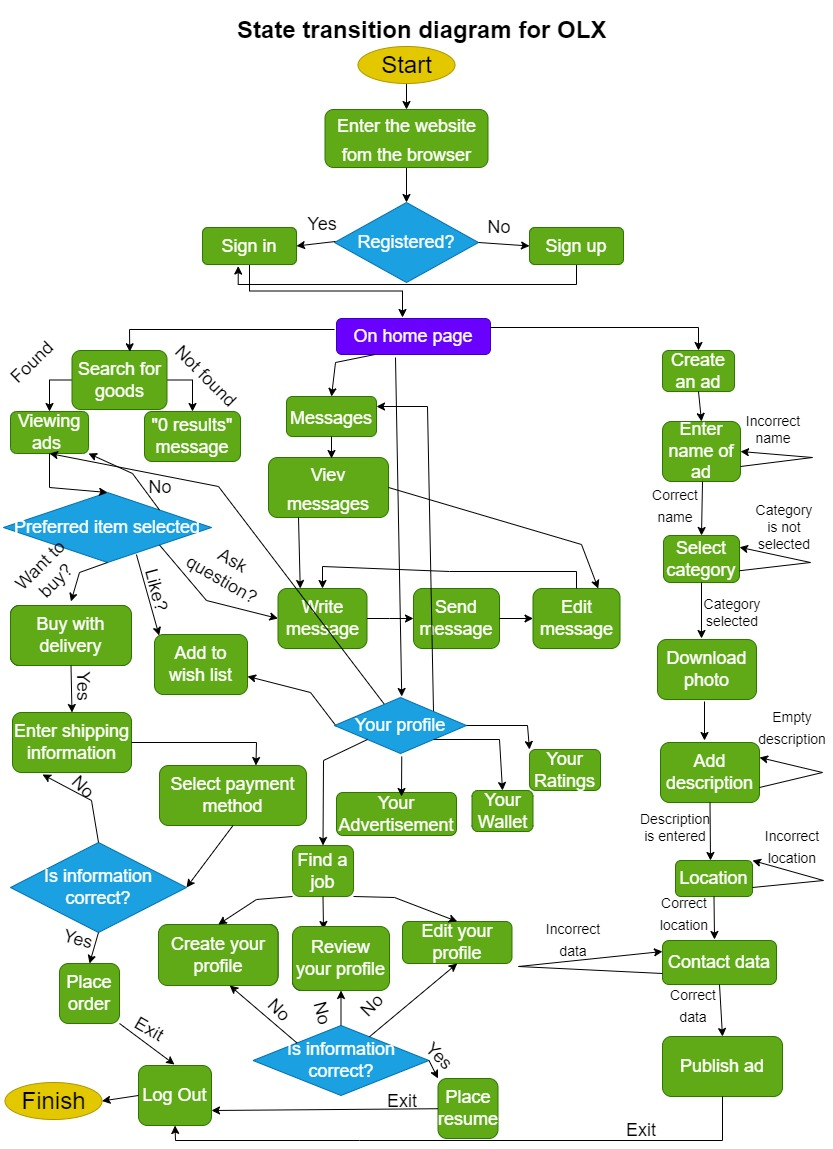 State transition diagram for OLX
Start
Enter the website
fom the browser
Registered?
Yes
No
Sign in
Sign up
On home page
Found
Search for
goods
Not found
Viewing
ads
"0 results"
message
Messages
Viev
messages
Create
an ad
Enter
name of
ad
Incorrect
name
Correct
name
No
Preferred item selected
Want to
buy?
Like?
Ask
question?
Category
is not
selected
Select
category
Category
selected
Write
message
Send
message
Edit
message
Buy with
delivery
Add to
wish list
Yes
Download
photo
Enter shipping
information
Your profile
Your
Ratings
Empty
description
Add
description
Select payment
method
No
Your
Advertisement
Your
Wallet
Description
is entered
Is information
correct?
Find a
job
Location
Incorrect
location
Correct
location
Yes
Create your
profile
Review
your profile
Edit your
profile
Incorrect
data
Contact data
Correct
data
Place
order
No
No
No
Is information
correct?
Yes
Exit
Publish ad
Finish
Log Out
Exit
Place
resume
Exit